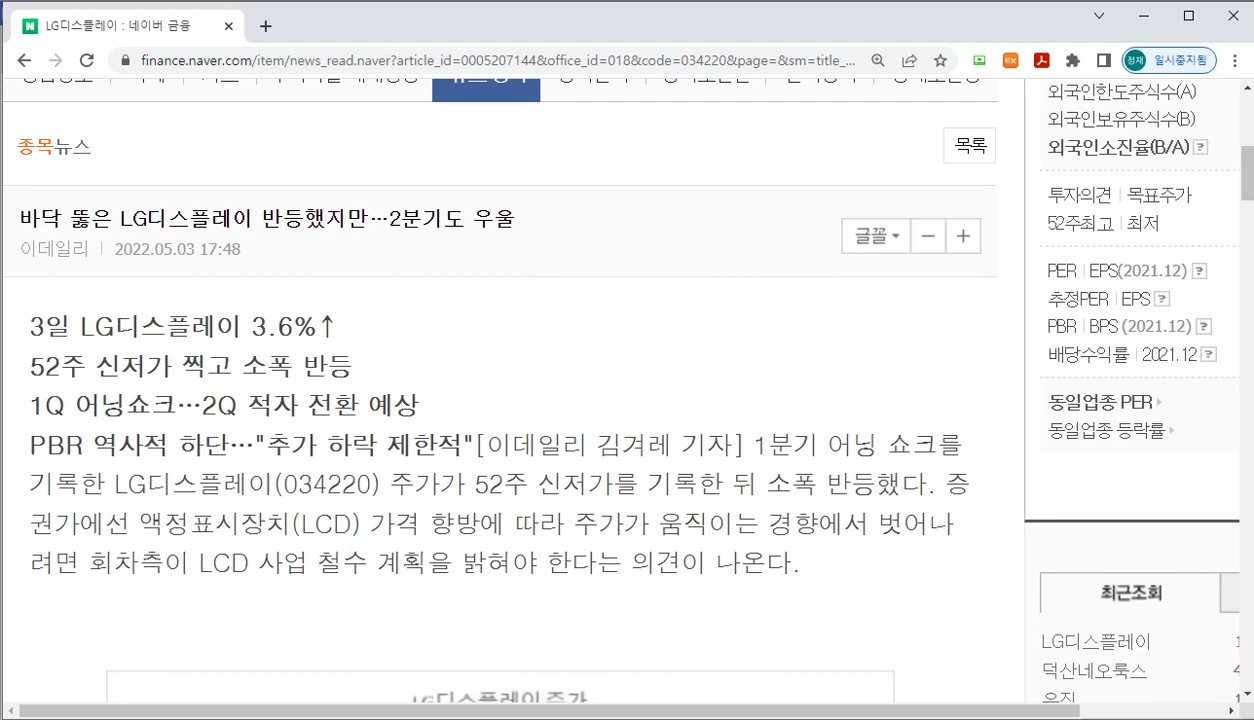 LG디스플레이 : 네이버 금융
finance.naver.com/item/news_read.naver?article_id=0005207144&office_id=018&code=034220&page=&sm=title_...
정재 일시중지됨
종목뉴스
목록
바닥 뚫은 LG디스플레이 반등했지만…2분기도 우울
이데일리 2022.05.03 17:48
글꼴
3일 LG디스플레이 3.6%↑
52주 신저가 찍고 소폭 반등
1Q 어닝쇼크…2Q 적자 전환 예상
PBR 역사적 하단…"추가 하락 제한적"[이데일리 김겨레 기자] 1분기 어닝 쇼크를
기록한 LG디스플레이(034220) 주가가 52주 신저가를 기록한 뒤 소폭 반등했다. 증
권가에선 액정표시장치(LCD) 가격 향방에 따라 주가가 움직이는 경향에서 벗어나
려면 회차측이 LCD 사업 철수 계획을 밝혀야 한다는 의견이 나온다.
LG디스플레이 주가
외국인한도주식수(A)
외국인보유주식수(B)
외국인소진율(B/A) ?
투자의견 | 목표주가
52주최고 | 최저
PER | EPS(2021.12) ?
추정PER | EPS ?
PBR | BPS (2021.12) ?
배당수익률 | 2021.12 ?
동일업종 PER
동일업종 등락률
최근조회
LG디스플레이
덕산네오룩스